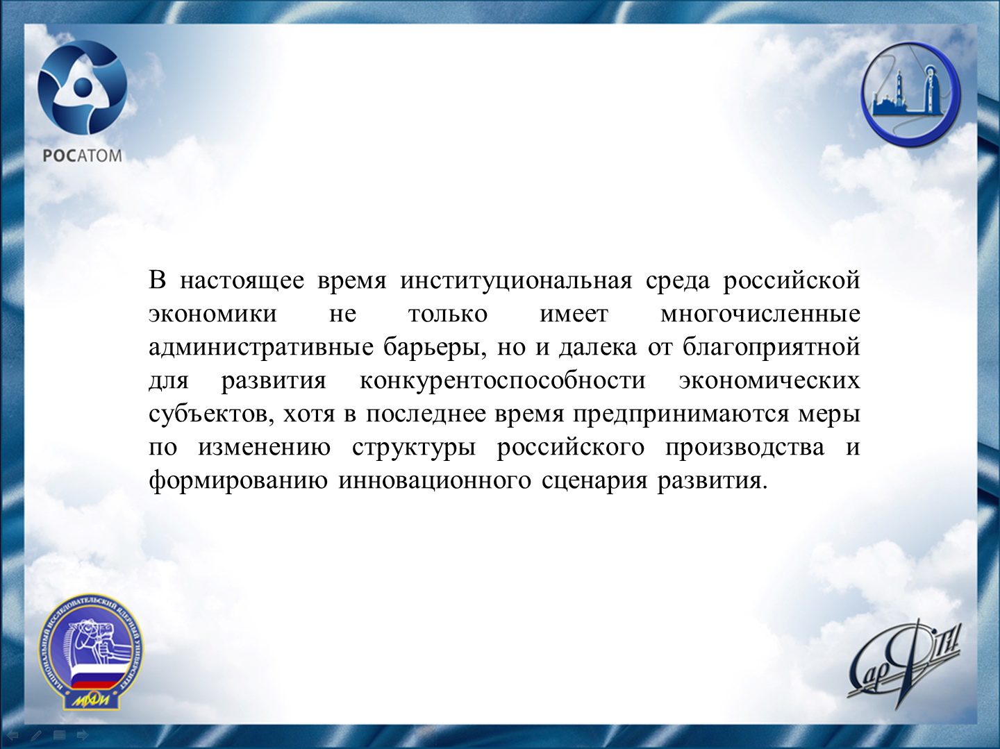 РОСАТОМ
В настоящее время институциональная среда российской
экономики не только имеет многочисленные
административные барьеры, но и далека от благоприятной
для развития конкурентоспособности экономических
субъектов, хотя в последнее время предпринимаются меры
по изменению структуры российского производства и
формированию инновационного сценария развития.
НАЦИОНАЛЬНЫЙ ИССЛЕДОВАТЕЛЬСКИЙ ЯДЕРНЫЙ УНИВЕРСИТЕТ
МИФИ
СарФТИ